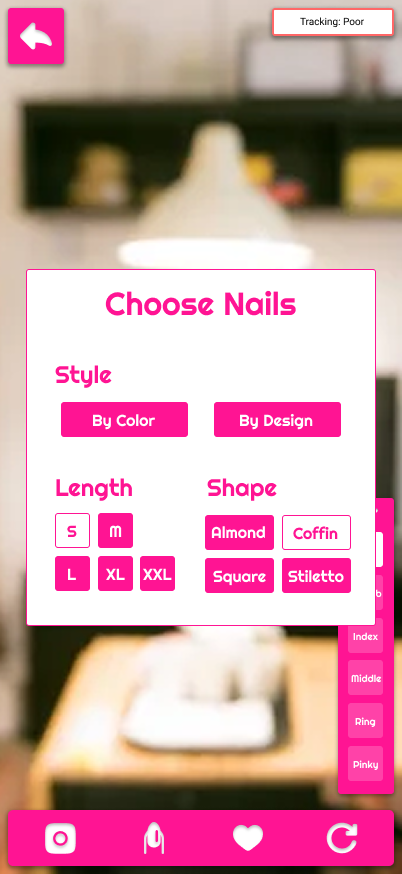 Tracking: Poor
Choose Nails
Style
By Color
By Design
Length
Shape
S
M
Almond
Coffin
L
XL
XXL
Square
Stiletto
Index
Middle
Ring
Pinky